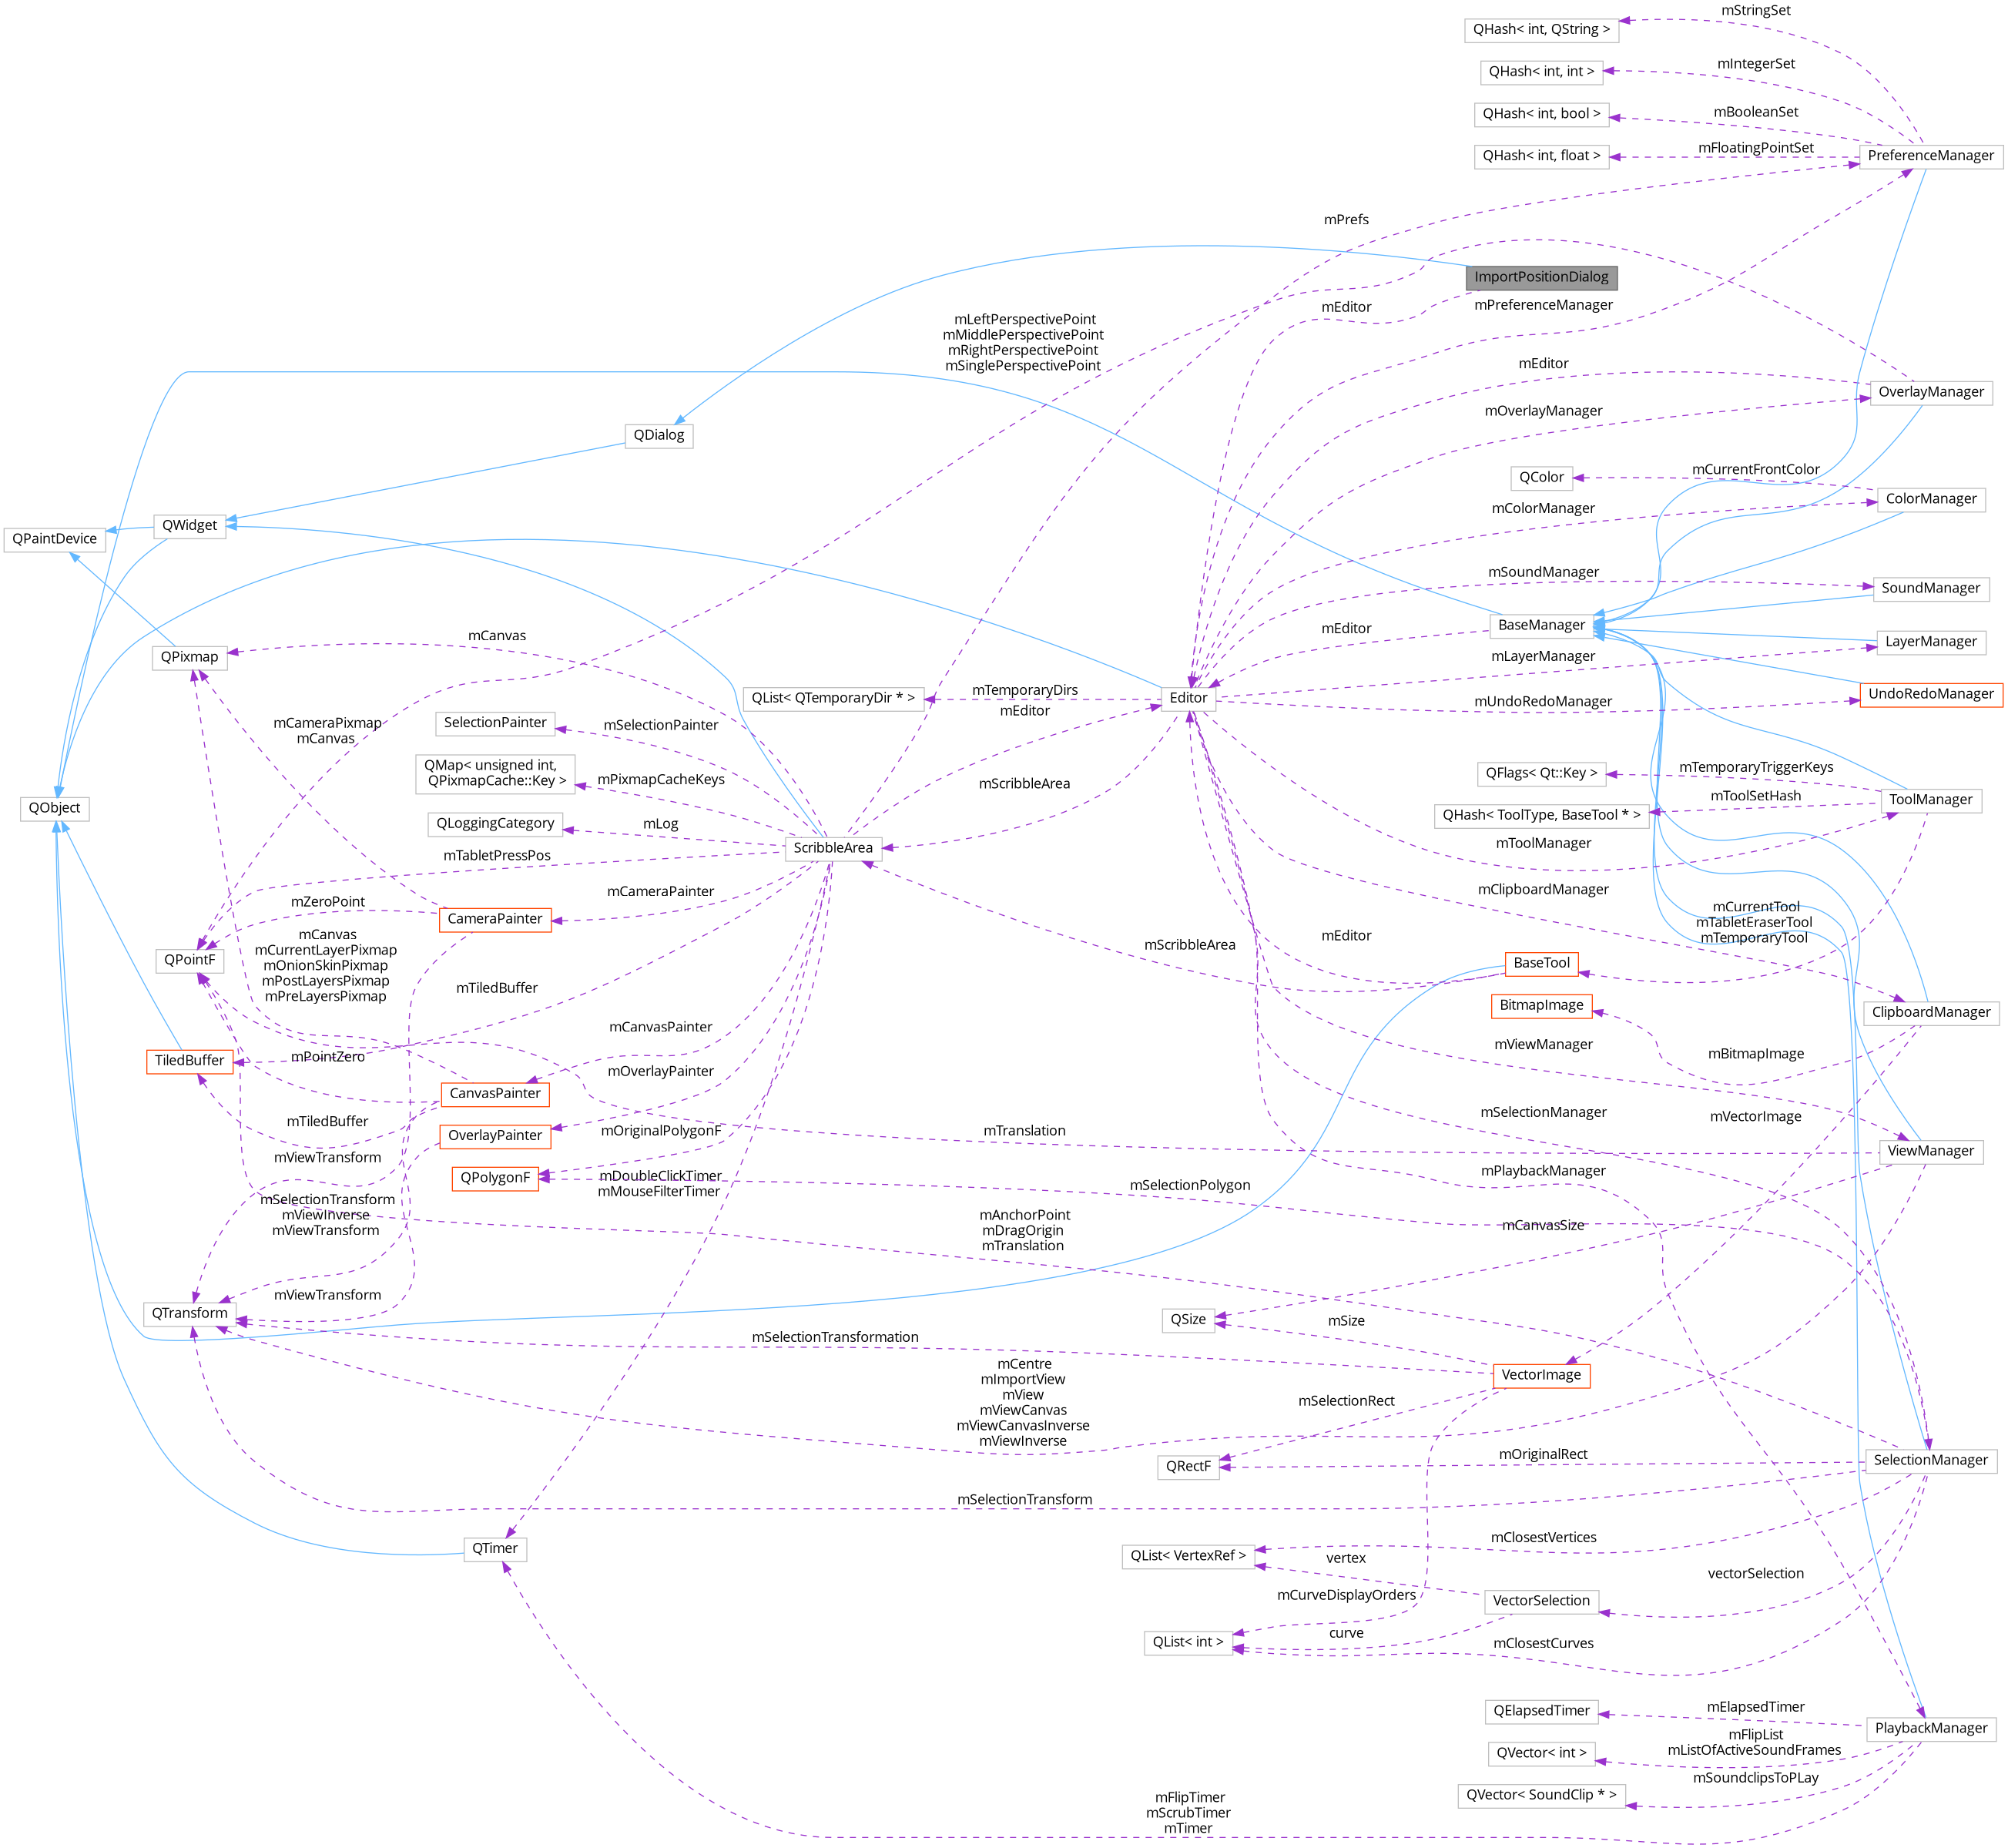 mStringSet
QHash< int, QString >
mIntegerSet
QHash< int, int >
mBooleanSet
QHash< int, bool >
mFloatingPointSet
QHash< int, float >
PreferenceManager
mPrefs
ImportPositionDialog
mEditor
mPreferenceManager
mLeftPerspectivePoint
mMiddlePerspectivePoint
mRightPerspectivePoint
mSinglePerspectivePoint
mEditor
OverlayManager
mOverlayManager
QDialog
mCurrentFrontColor
QColor
ColorManager
mColorManager
QWidget
QPaintDevice
mSoundManager
SoundManager
BaseManager
mEditor
LayerManager
mCanvas
QPixmap
mLayerManager
QList< QTemporaryDir * >
mTemporaryDirs
Editor
UndoRedoManager
mUndoRedoManager
mEditor
SelectionPainter
mSelectionPainter
mCameraPixmap
mCanvas
QMap< unsigned int,
QPixmapCache::Key >
mPixmapCacheKeys
mScribbleArea
QFlags< Qt::Key >
mTemporaryTriggerKeys
QObject
ToolManager
mToolSetHash
QHash< ToolType, BaseTool * >
QLoggingCategory
mLog
ScribbleArea
mToolManager
mTabletPressPos
mCameraPainter
mClipboardManager
mZeroPoint
CameraPainter
mCurrentTool
mTabletEraserTool
mTemporaryTool
mCanvas
mCurrentLayerPixmap
mOnionSkinPixmap
mPostLayersPixmap
mPreLayersPixmap
QPointF
mScribbleArea
mEditor
BaseTool
mTiledBuffer
BitmapImage
ClipboardManager
mCanvasPainter
mViewManager
mBitmapImage
TiledBuffer
mPointZero
mOverlayPainter
CanvasPainter
mTiledBuffer
mSelectionManager
mVectorImage
OverlayPainter
mOriginalPolygonF
mTranslation
ViewManager
mViewTransform
QPolygonF
mDoubleClickTimer
mMouseFilterTimer
mSelectionPolygon
mPlaybackManager
mSelectionTransform
mViewInverse
mViewTransform
mAnchorPoint
mDragOrigin
mTranslation
mCanvasSize
mViewTransform
QTransform
QSize
mSize
mSelectionTransformation
mCentre
mImportView
mView
mViewCanvas
mViewCanvasInverse
mViewInverse
VectorImage
mSelectionRect
QRectF
mOriginalRect
SelectionManager
mSelectionTransform
QTimer
mClosestVertices
QList< VertexRef >
vertex
vectorSelection
mCurveDisplayOrders
VectorSelection
QList< int >
curve
mClosestCurves
QElapsedTimer
mElapsedTimer
PlaybackManager
mFlipList
mListOfActiveSoundFrames
QVector< int >
mSoundclipsToPLay
QVector< SoundClip * >
mFlipTimer
mScrubTimer
mTimer